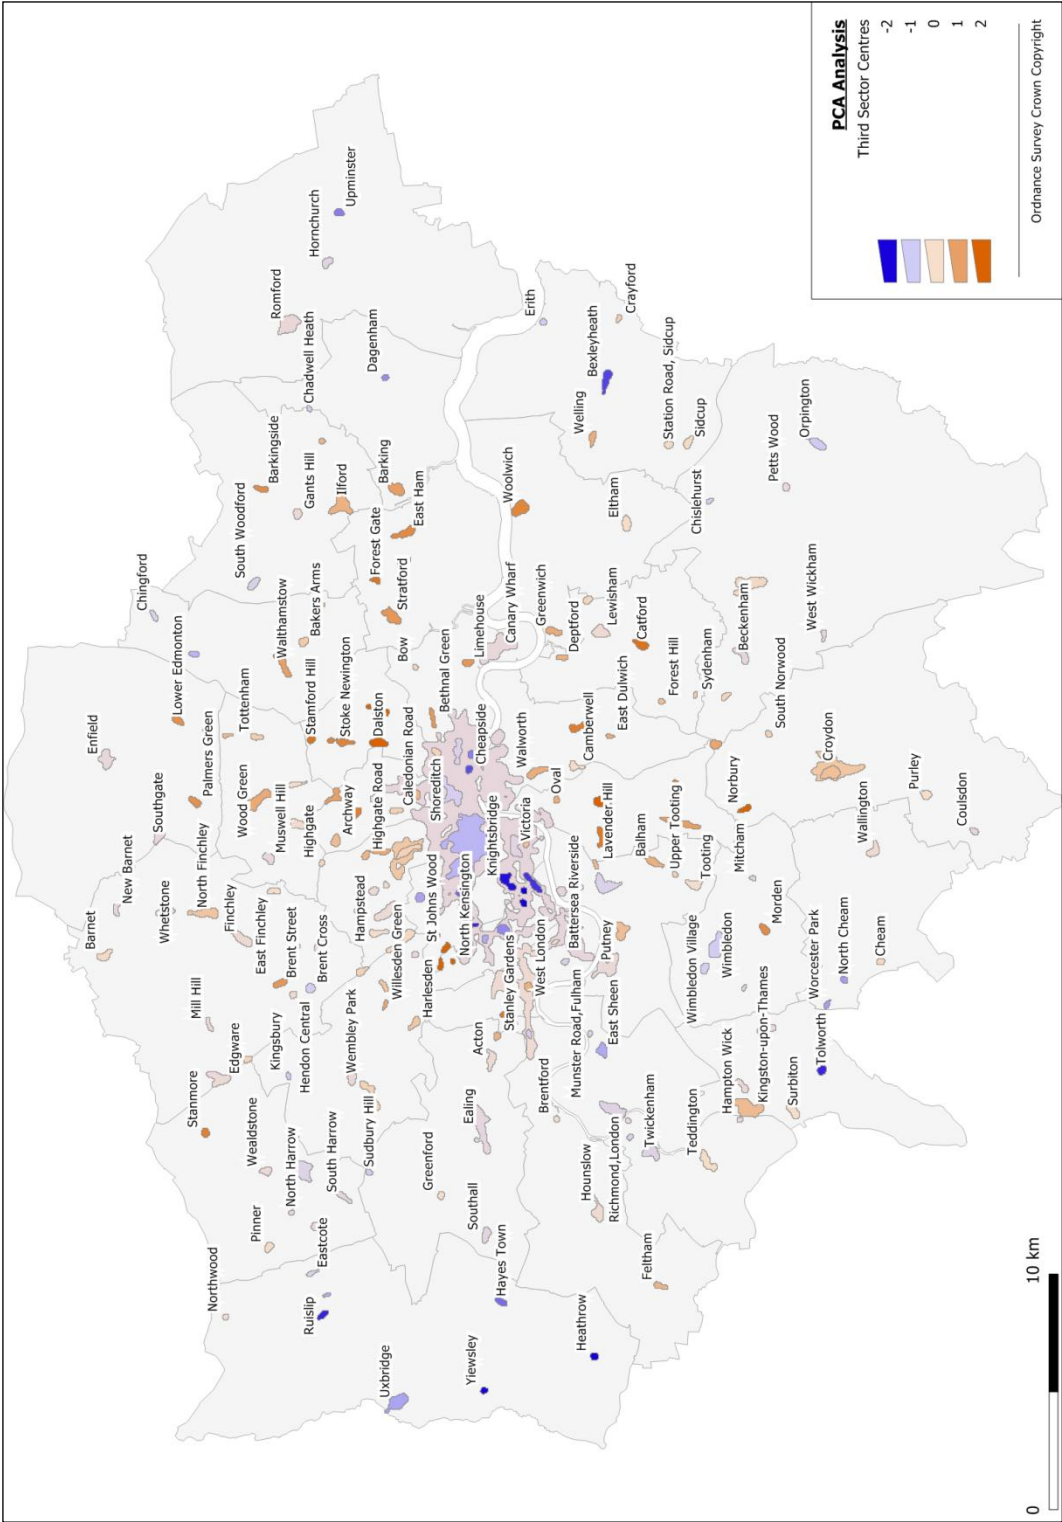 PCA Analysis
Third Sector Centres
-2
-1
0
1
2
Ordnance Survey Crown Copyright
Enfield
Chingford
New Barnet
Barnet
Southgate
Lower Edmonton
Palmers Green
Whetstone
North Finchley
Mill Hill
Stanmore
Edgware
Northwood
Pinner
Wealdstone
North Harrow
South Harrow
Eastcote
Ruislip
Uxbridge
Finchley
East Finchley
Brent Street
Brent Cross
Kingsbury
Hendon Central
Wembley Park
Sudbury Hill
Tottenham
Wood Green
Muswell Hill
Highgate
Archway
Highgate Road
South Woodford
Walthamstow
Bakers Arms
Stamford Hill
Stoke Newington
Dalston
Caledonian Road
Barkingside
Gants Hill
Ilford
Chadwell Heath
Romford
Hornchurch
Upminster
Dagenham
Barking
East Ham
Forest Gate
Stratford
Bow
Bethnal Green
Limehouse
Shoreditch
Cheapside
Hampstead
Willesden Green
Harlesden
St Johns Wood
North Kensington
Knightsbridge
Victoria
Stanley Gardens
West London
Acton
Ealing
Greenford
Southall
Hayes Town
Yiewsley
Heathrow
Brentford
Munster Road,Fulham
Battersea Riverside
Putney
East Sheen
Hounslow
Richmond,London
Twickenham
Teddington
Feltham
Canary Wharf
Greenwich
Woolwich
Deptford
Lewisham
Catford
Walworth
Oval
Camberwell
East Dulwich
Forest Hill
Sydenham
Lavender Hill
Balham
Upper Tooting
Tooting
Mitcham
Norbury
South Norwood
Beckenham
West Wickham
Erith
Crayford
Bexleyheath
Welling
Station Road, Sidcup
Sidcup
Eltham
Chislehurst
Petts Wood
Orpington
Wimbledon Village
Wimbledon
Morden
Hampton Wick
Kingston-upon-Thames
Surbiton
Tolworth
Worcester Park
North Cheam
Cheam
Croydon
Wallington
Purley
Coulsdon
0
10 km